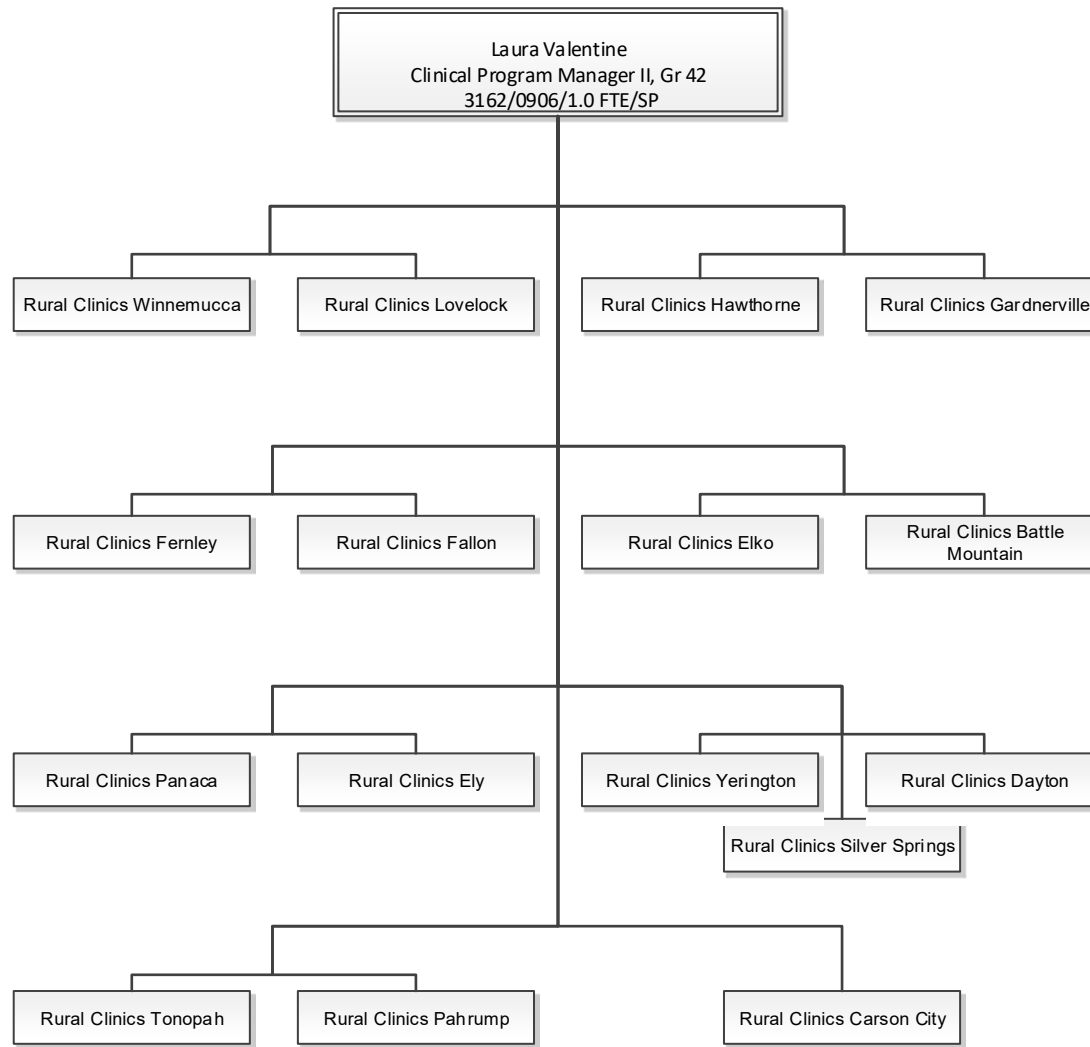 Laura Valentine
Clinical Program Manager II, Gr 42
3162/0906/1.0 FTE/SP
Rural Clinics Winnemucca
Rural Clinics Lovelock
Rural Clinics Hawthorne
Rural Clinics Gardnerville
Rural Clinics Fernley
Rural Clinics Fallon
Rural Clinics Elko
Rural Clinics Battle
Mountain
Rural Clinics Panaca
Rural Clinics Ely
Rural Clinics Yerington
Rural Clinics Dayton
Rural Clinics Silver Springs
Rural Clinics Tonopah
Rural Clinics Pahrump
Rural Clinics Carson City